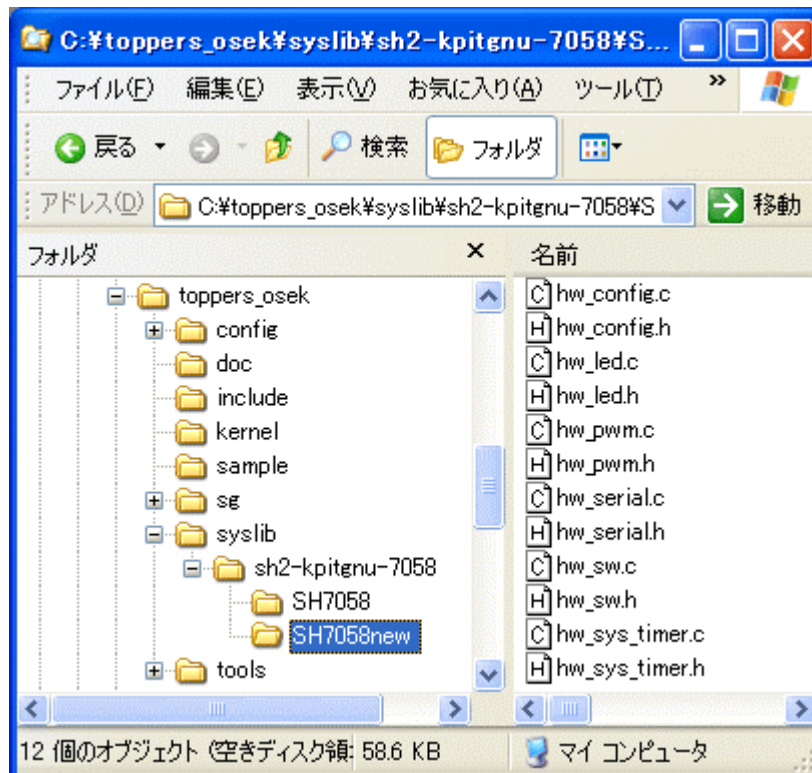 C:¥toppers_osek¥syslib¥sh2-kpitgnu-7058¥S...
ファイル(F) 編集(E) 表示(V) お気に入り(A) ツール(T) »
戻る 検索 フォルダ
アドレス(D) C:¥toppers_osek¥syslib¥sh2-kpitgnu-7058¥S 移動
フォルダ × 名前
toppers_osek
config
doc
include
kernel
sample
sg
syslib
sh2-kpitgnu-7058
SH7058
SH7058new
tools
hw_config.c
hw_config.h
hw_led.c
hw_led.h
hw_pwm.c
hw_pwm.h
hw_serial.c
hw_serial.h
hw_sw.c
hw_sw.h
hw_sys_timer.c
hw_sys_timer.h
12 個のオブジェクト (空きディスク領: 58.6 KB マイ コンピュータ